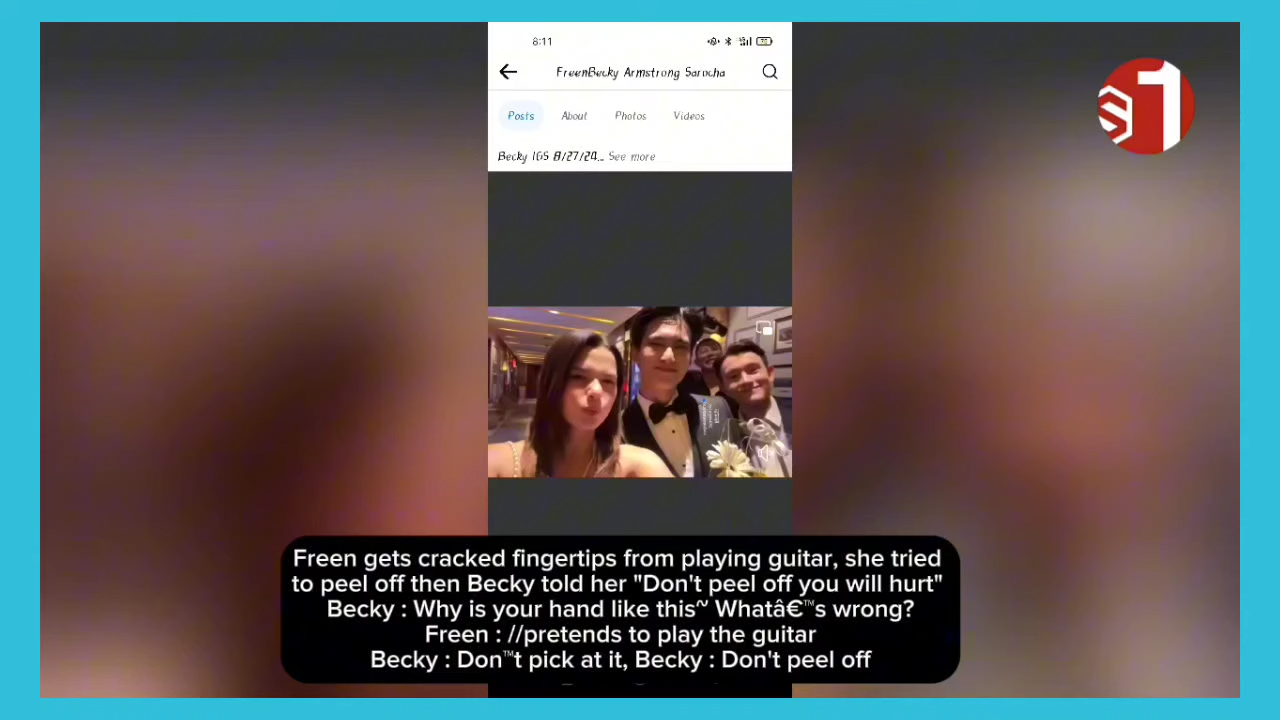 8:11
FreenBecky Armstrong Sarocha
Posts About Photos Videos
Becky IGS 8/27/24... See more
1
Freen gets cracked fingertips from playing guitar, she tried
to peel off then Becky told her "Don't peel off you will hurt"
Becky : Why is your hand like this~ Whatâ€™s wrong?
Freen : //pretends to play the guitar
Becky : Don™t pick at it, Becky : Don't peel off